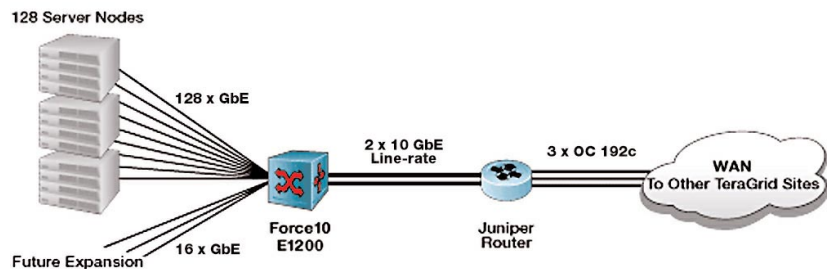 128 Server Nodes
128 x GbE
2 x 10 GbE
Line-rate
3 x OC 192c
WAN
To Other TeraGrid Sites
Force10
E1200
Juniper
Router
16 x GbE
Future Expansion